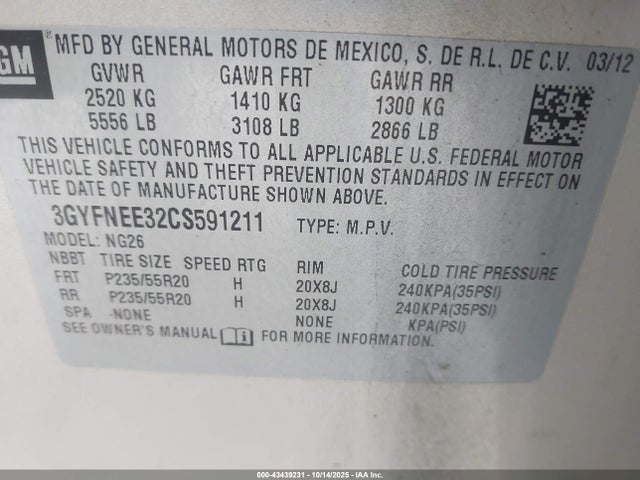 GM
MFD BY GENERAL MOTORS DE MEXICO, S. DE R.L. DE C.V. 03/12
GVWR GAWR FRT GAWR RR
2520 KG 1410 KG 1300 KG
5556 LB 3108 LB 2866 LB
THIS VEHICLE CONFORMS TO ALL APPLICABLE U.S. FEDERAL MOTOR
VEHICLE SAFETY AND THEFT PREVENTION STANDARDS IN EFFECT ON
THE DATE OF MANUFACTURE SHOWN ABOVE.
3GYFNEE32CS591211 TYPE: M.P.V.
MODEL: NG26
NBBT TIRE SIZE SPEED RTG RIM COLD TIRE PRESSURE
FRT P235/55R20 H 20X8J 240KPA(35PSI)
RR P235/55R20 H 20X8J 240KPA(35PSI)
SPA -NONE NONE KPA(PSI)
SEE OWNER'S MANUAL FOR MORE INFORMATION.
000-43439231 - 10/14/2025 - IAAI.com, Inc.